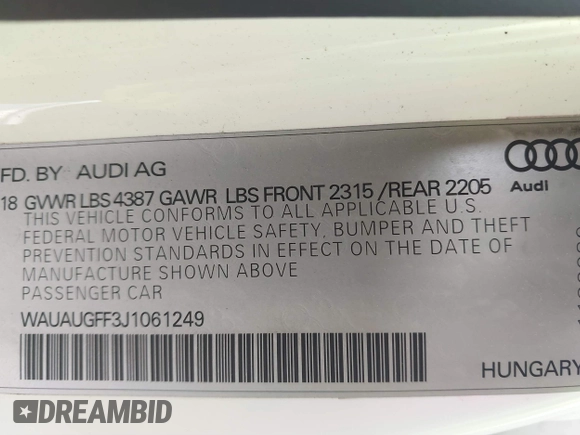 FD. BY AUDI AG
18 GVWR LBS 4387 GAWR LBS FRONT 2315 /REAR 2205
Audi
THIS VEHICLE CONFORMS TO ALL APPLICABLE U.S.
FEDERAL MOTOR VEHICLE SAFETY, BUMPER AND THEFT
PREVENTION STANDARDS IN EFFECT ON THE DATE OF
MANUFACTURE SHOWN ABOVE
PASSENGER CAR
WAUAUGFF3J1061249
HUNGARY
DREAMBID